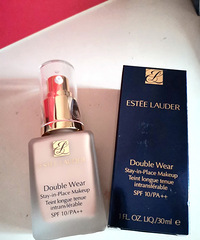 Double Wear
Stay-in-Place Makeup
Teint longue tenue
intransférable
SPF 10/PA++
ESTĒE LAUDER
Double Wear
Stay-in-Place Makeup
Teint longue tenue
intransférable
SPF 10/PA++
1 FL.OZ.LIQ/30ml ℮